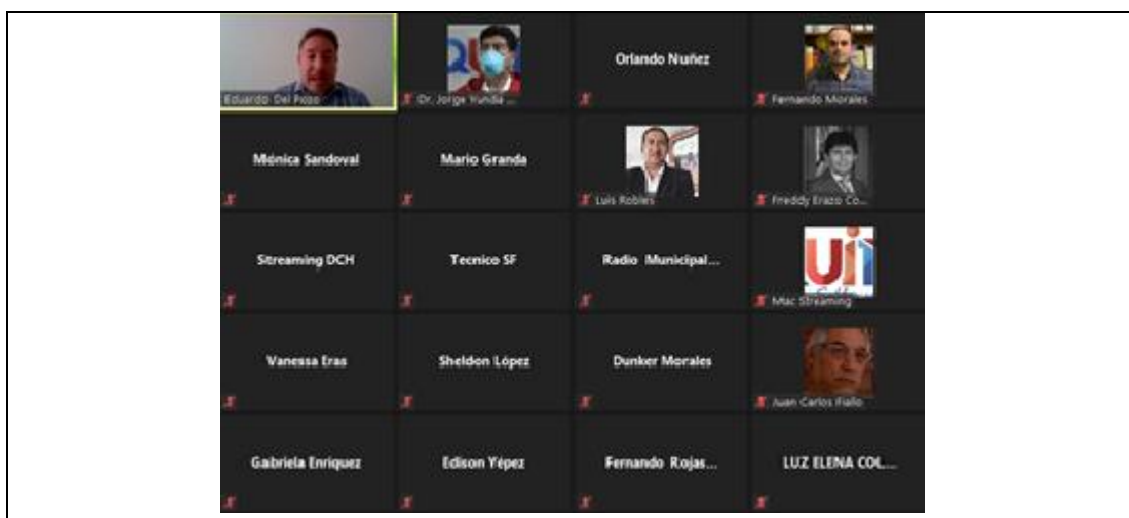 Eduardo Del Pozo
Dr. Jorge Yunda ...
Orlando Nuñez
Fernando Morales
Mónica Sandoval
Mario Granda
Luis Robles
Freddy Erazo Co...
Streaming DCH
Tecnico SF
Radio Municipal...
Mac Streaming
Vanessa Eras
Sheldon López
Dunker Morales
Juan Carlos Fiallo
Gabriela Enriquez
Edison Yépez
Fernando Rojas...
LUZ ELENA COL...